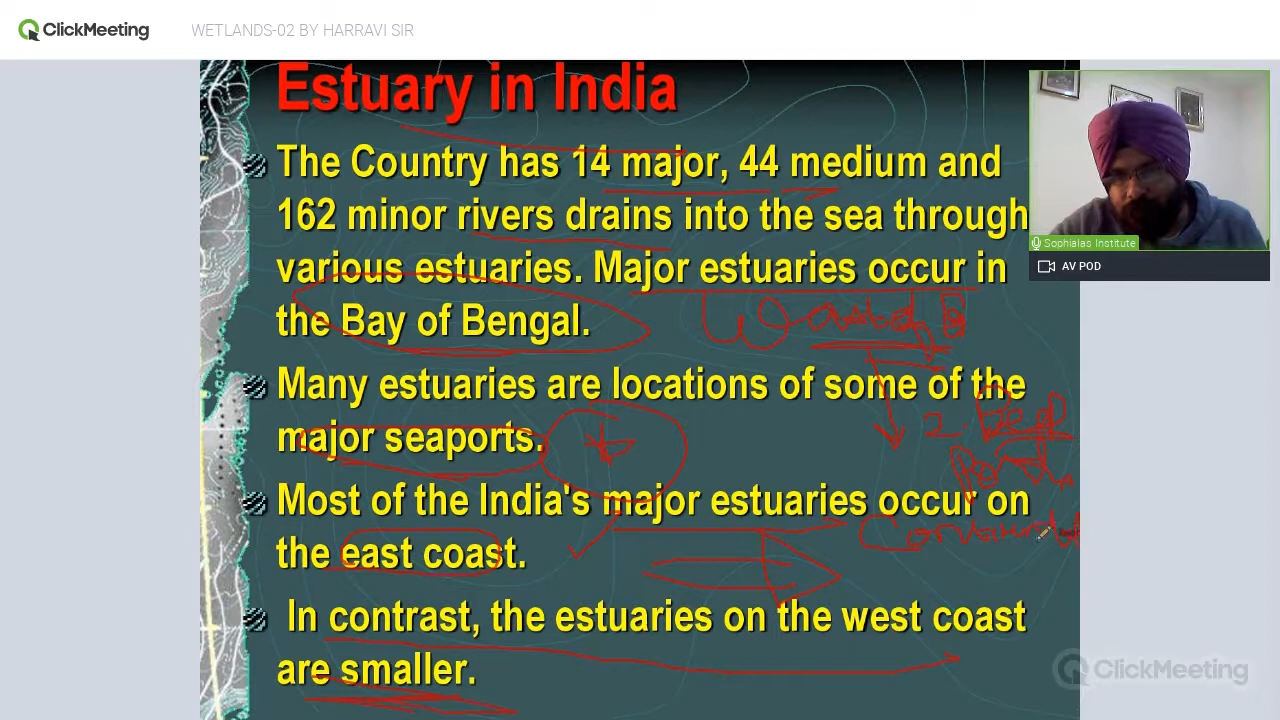 ClickMeeting
WETLANDS-02 BY HARRAVI SIR
Estuary in India
The Country has 14 major, 44 medium and
162 minor rivers drains into the sea through
various estuaries. Major estuaries occur in
the Bay of Bengal.
Many estuaries are locations of some of the
major seaports.
Most of the India's major estuaries occur on
the east coast.
In contrast, the estuaries on the west coast
are smaller.
Sophialas Institute
AV POD
ClickMeeting